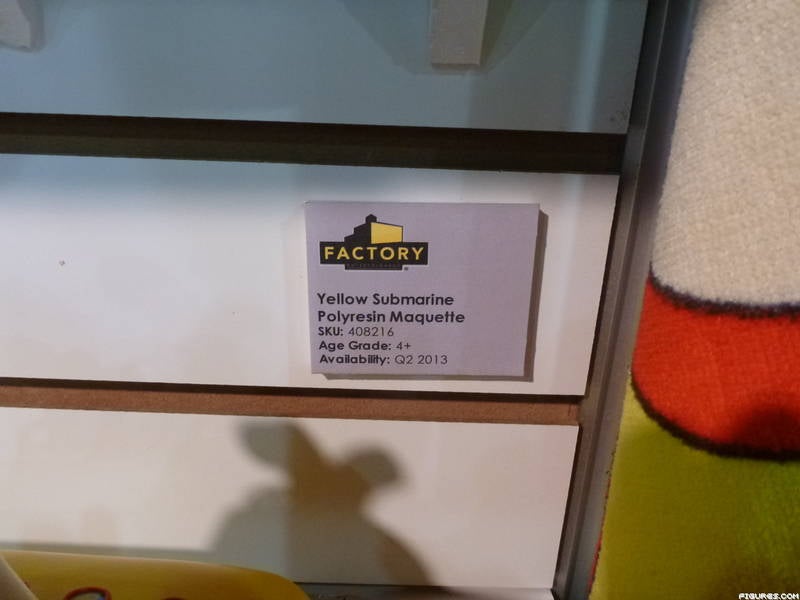 FACTORY
Yellow Submarine
Polyresin Maquette
SKU: 408216
Age Grade: 4+
Availability: Q2 2013
FIGURES.COM